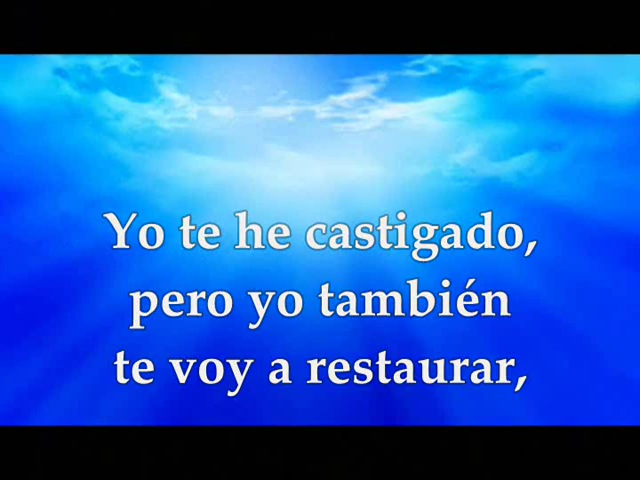 Yo te he castigado,
pero yo también
te voy a restaurar,